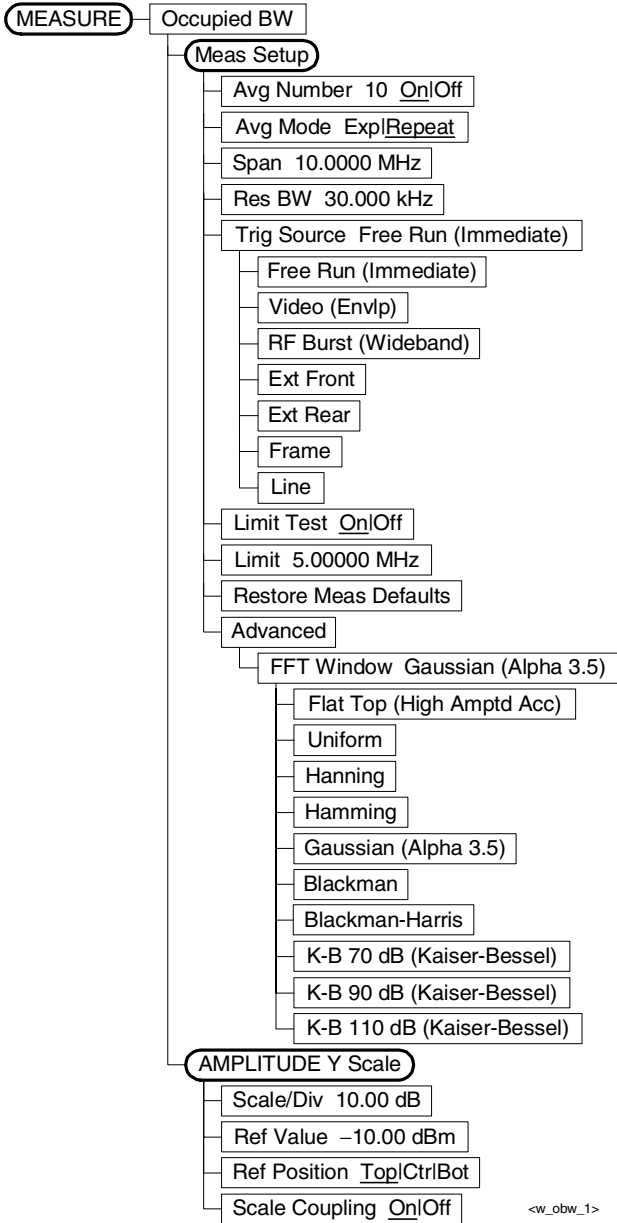 MEASURE
Occupied BW
Meas Setup
Avg Number 10 On|Off
Avg Mode Exp|Repeat
Span 10.0000 MHz
Res BW 30.000 kHz
Trig Source Free Run (Immediate)
Free Run (Immediate)
Video (Envlp)
RF Burst (Wideband)
Ext Front
Ext Rear
Frame
Line
Limit Test On|Off
Limit 5.00000 MHz
Restore Meas Defaults
Advanced
FFT Window Gaussian (Alpha 3.5)
Flat Top (High Amptd Acc)
Uniform
Hanning
Hamming
Gaussian (Alpha 3.5)
Blackman
Blackman-Harris
K-B 70 dB (Kaiser-Bessel)
K-B 90 dB (Kaiser-Bessel)
K-B 110 dB (Kaiser-Bessel)
AMPLITUDE Y Scale
Scale/Div 10.00 dB
Ref Value −10.00 dBm
Ref Position Top|Ctr|Bot
Scale Coupling On|Off
<w_obw_1>